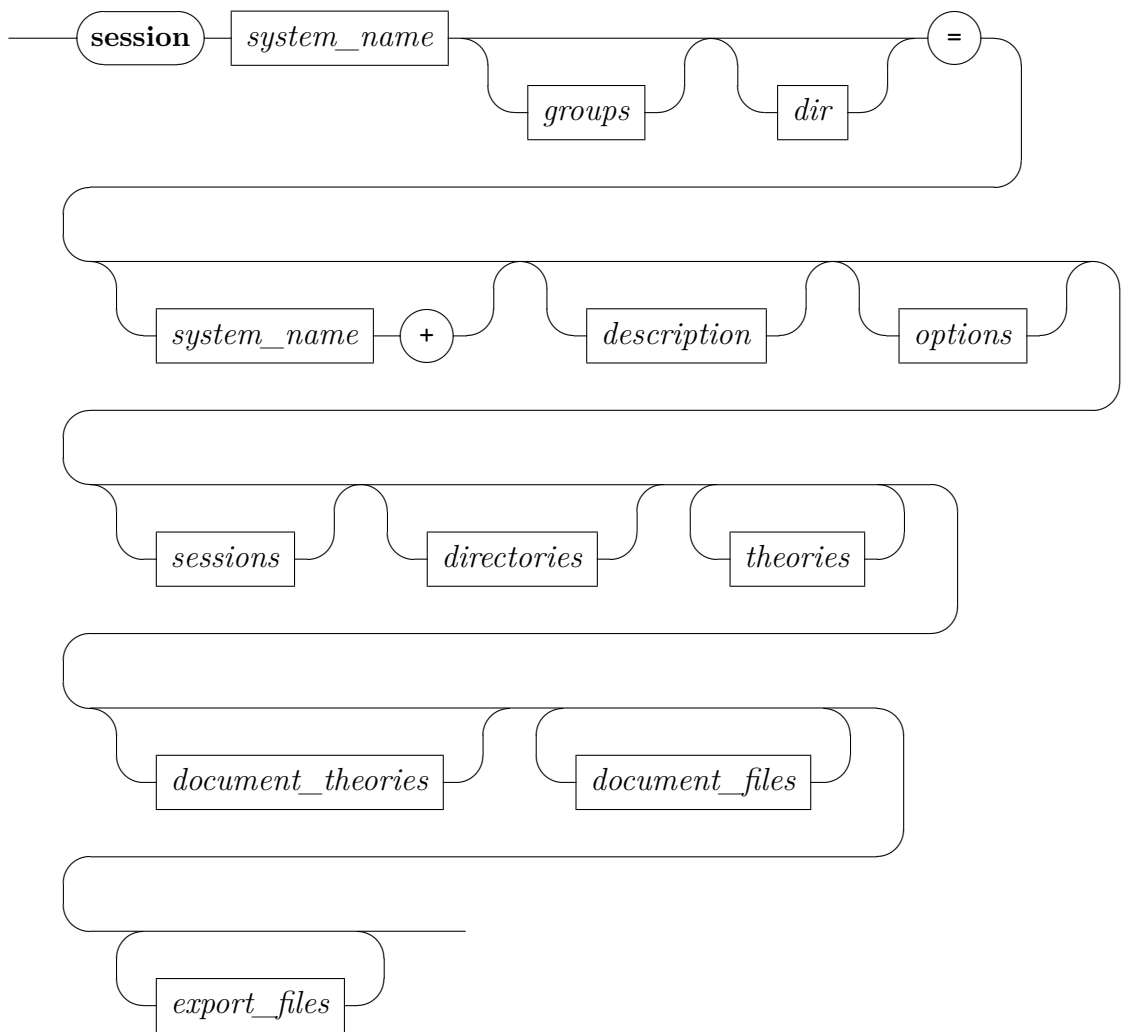 session system_name =
groups dir
system_name + description options
sessions directories theories
document_theories document_files
export_files